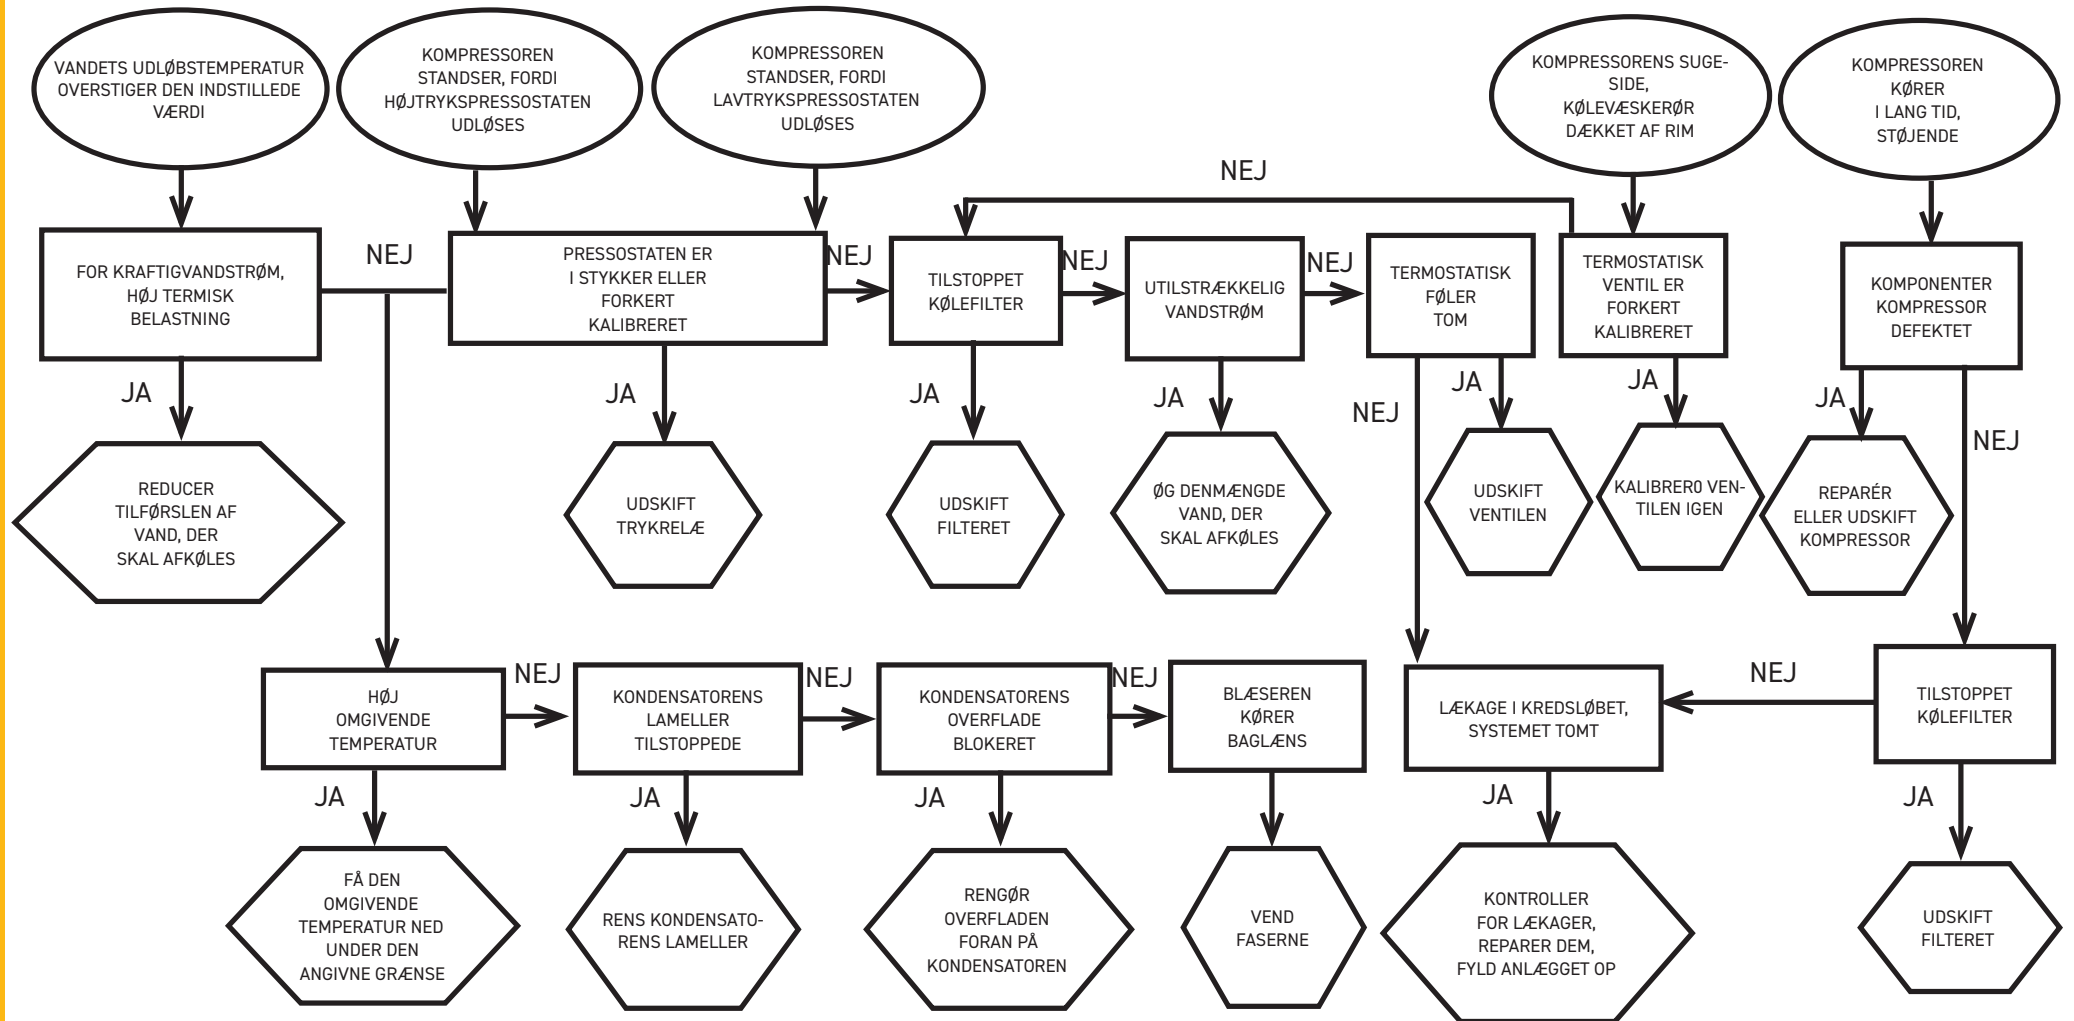 VANDETS UDLØBSTEMPERATUR
OVERSTIGER DEN INDSTILLEDE
VÆRDI
KOMPRESSOREN
STANDSER, FORDI
HØJTRYKSPRESSOSTATEN
UDLØSES
KOMPRESSOREN
STANDSER, FORDI
LAVTRYKSPRESSOSTATEN
UDLØSES
KOMPRESSORENS SUGE-
SIDE,
KØLEVÆSKERØR
DÆKKET AF RIM
KOMPRESSOREN
KØRER
I LANG TID,
STØJENDE
NEJ
FOR KRAFTIGVANDSTRØM,
HØJ TERMISK
BELASTNING
NEJ
PRESSOSTATEN ER
I STYKKER ELLER
FORKERT
KALIBRERET
NEJ
TILSTOPPET
KØLEFILTER
NEJ
UTILSTRÆKKELIG
VANDSTRØM
NEJ
TERMOSTATISK
FØLER
TOM
TERMOSTATISK
VENTIL ER
FORKERT
KALIBRERET
KOMPONENTER
KOMPRESSOR
DEFEKTET
JA
JA
JA
JA
NEJ
JA
JA
JA
NEJ
REDUCER
TILFØRSLEN AF
VAND, DER
SKAL AFKØLES
UDSKIFT
TRYKRELÆ
UDSKIFT
FILTERET
ØG DENMÆNGDE
VAND, DER
SKAL AFKØLES
UDSKIFT
VENTILEN
KALIBRER0 VEN-
TILEN IGEN
REPARÉR
ELLER UDSKIFT
KOMPRESSOR
HØJ
OMGIVENDE
TEMPERATUR
NEJ
KONDENSATORENS
LAMELLER
TILSTOPPEDE
NEJ
KONDENSATORENS
OVERFLADE
BLOKERET
NEJ
BLÆSEREN
KØRER
BAGLÆNS
LÆKAGE I KREDSLØBET,
SYSTEMET TOMT
NEJ
TILSTOPPET
KØLEFILTER
JA
JA
JA
JA
JA
FÅ DEN
OMGIVENDE
TEMPERATUR NED
UNDER DEN
ANGIVNE GRÆNSE
RENS KONDENSATO-
RENS LAMELLER
RENGØR
OVERFLADEN
FORAN PÅ
KONDENSATOREN
VEND
FASERNE
KONTROLLER
FOR LÆKAGER,
REPARER DEM,
FYLD ANLÆGGET OP
UDSKIFT
FILTERET